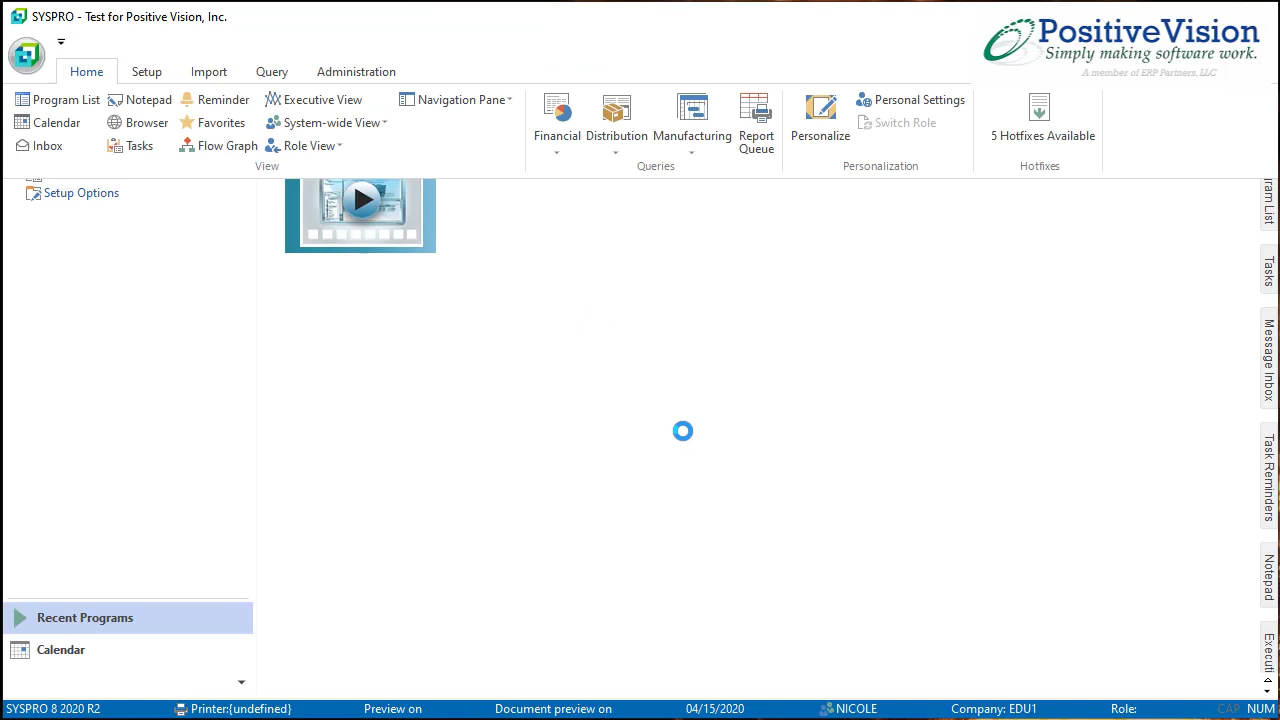 SYSPRO - Test for Positive Vision, Inc.
PositiveVision
Simply making software work.
A member of ERP Partners, LLC
Home Setup Import Query Administration
Program List Notepad Reminder Executive View Navigation Pane
Calendar Browser Favorites System-wide View
Inbox Tasks Flow Graph Role View
View
Financial Distribution Manufacturing Report Queue
Queries
Personalize Personal Settings
Switch Role
Personalization
5 Hotfixes Available
Hotfixes
Setup Options
gram List
Tasks
Message Inbox
Task Reminders
Notepad
Executi
Recent Programs
Calendar
SYSPRO 8 2020 R2 Printer:{undefined} Preview on Document preview on 04/15/2020 NICOLE Company: EDU1 Role: CAP NUM